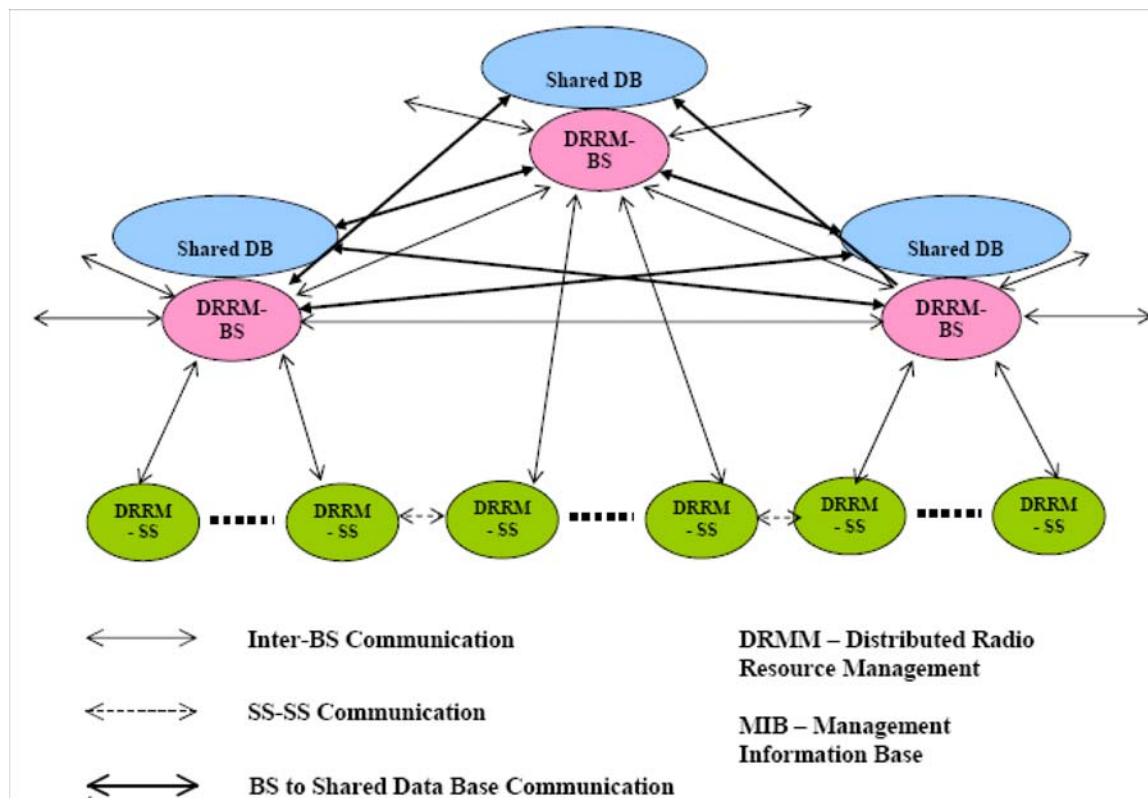 Shared DB
DRRM-
BS
Shared DB
Shared DB
DRRM-
BS
DRRM-
BS
DRRM
- SS
DRRM
- SS
DRRM
- SS
DRRM
- SS
DRRM
- SS
DRRM
- SS
Inter-BS Communication
SS-SS Communication
BS to Shared Data Base Communication
DRMM – Distributed Radio
Resource Management
MIB – Management
Information Base